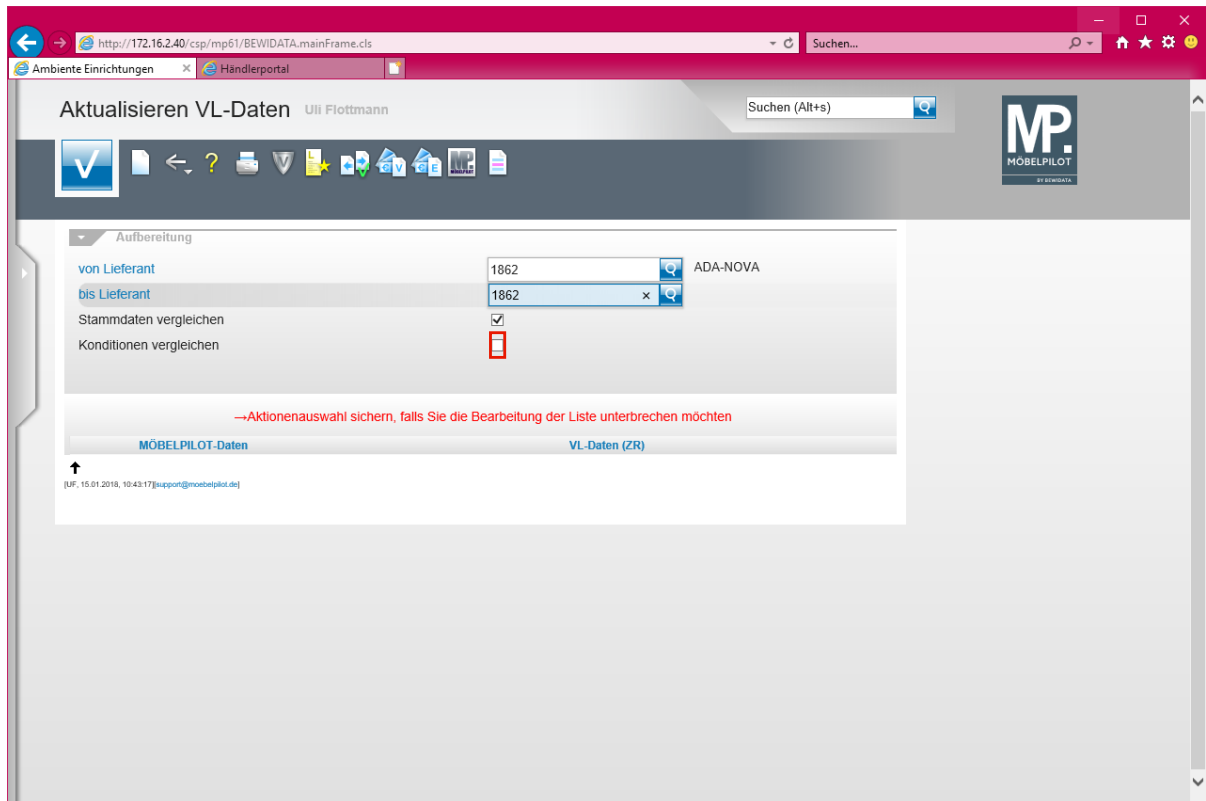 http://172.16.2.40/csp/mp61/BEWIDATA.mainFrame.cls
Suchen...
Ambiente Einrichtungen
Händlerportal
Aktualisieren VL-Daten Uli Flottmann
Suchen (Alt+s)
MP.
MÖBELPILOT
BY BEWIDATA
Aufbereitung
von Lieferant 1862 ADA-NOVA
bis Lieferant 1862
Stammdaten vergleichen
Konditionen vergleichen
→Aktionenauswahl sichern, falls Sie die Bearbeitung der Liste unterbrechen möchten
MÖBELPILOT-Daten VL-Daten (ZR)
[UF, 15.01.2018, 10:43:17][support@moebelpilot.de]